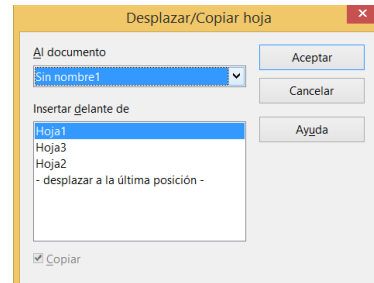 Desplazar/Copiar hoja
Al documento
Sin nombre1
Insertar delante de
Hoja1
Hoja3
Hoja2
- desplazar a la última posición -
Copiar
Aceptar
Cancelar
Ayuda